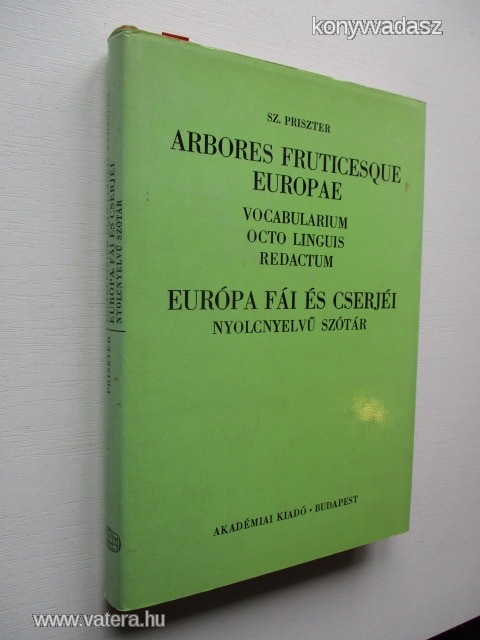 konywadasz
SZ. PRISZTER
ARBORES FRUTICESQUE
EUROPAE
VOCABULARIUM
OCTO LINGUIS
REDACTUM
EURÓPA FÁI ÉS CSERJÉI
NYOLCNYELVŰ SZÓTÁR
AKADÉMIAI KIADÓ • BUDAPEST
PRISZTER
EURÓPA FÁI ÉS CSERJÉI
NYOLCNYELVŰ SZÓTÁR
www.vatera.hu